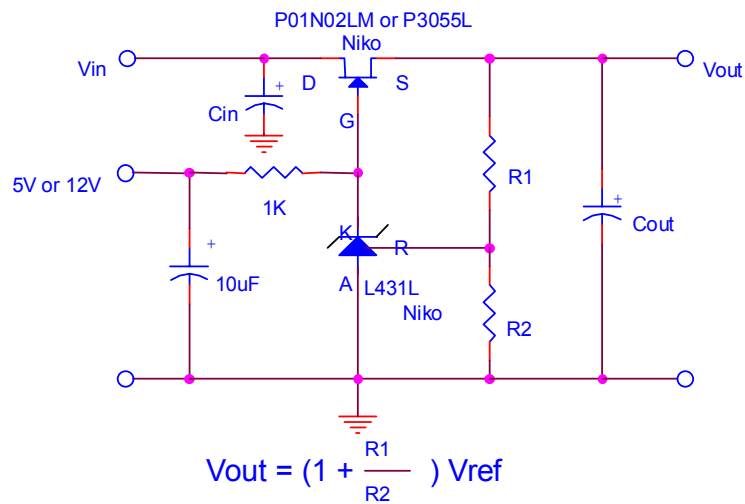 P01N02LM or P3055L
Niko
Vin
D
S
Vout
+
Cin
G
5V or 12V
1K
R1
+
Cout
K
R
+
10uF
A
L431L
Niko
R2
Vout = (1 + R1/R2) Vref